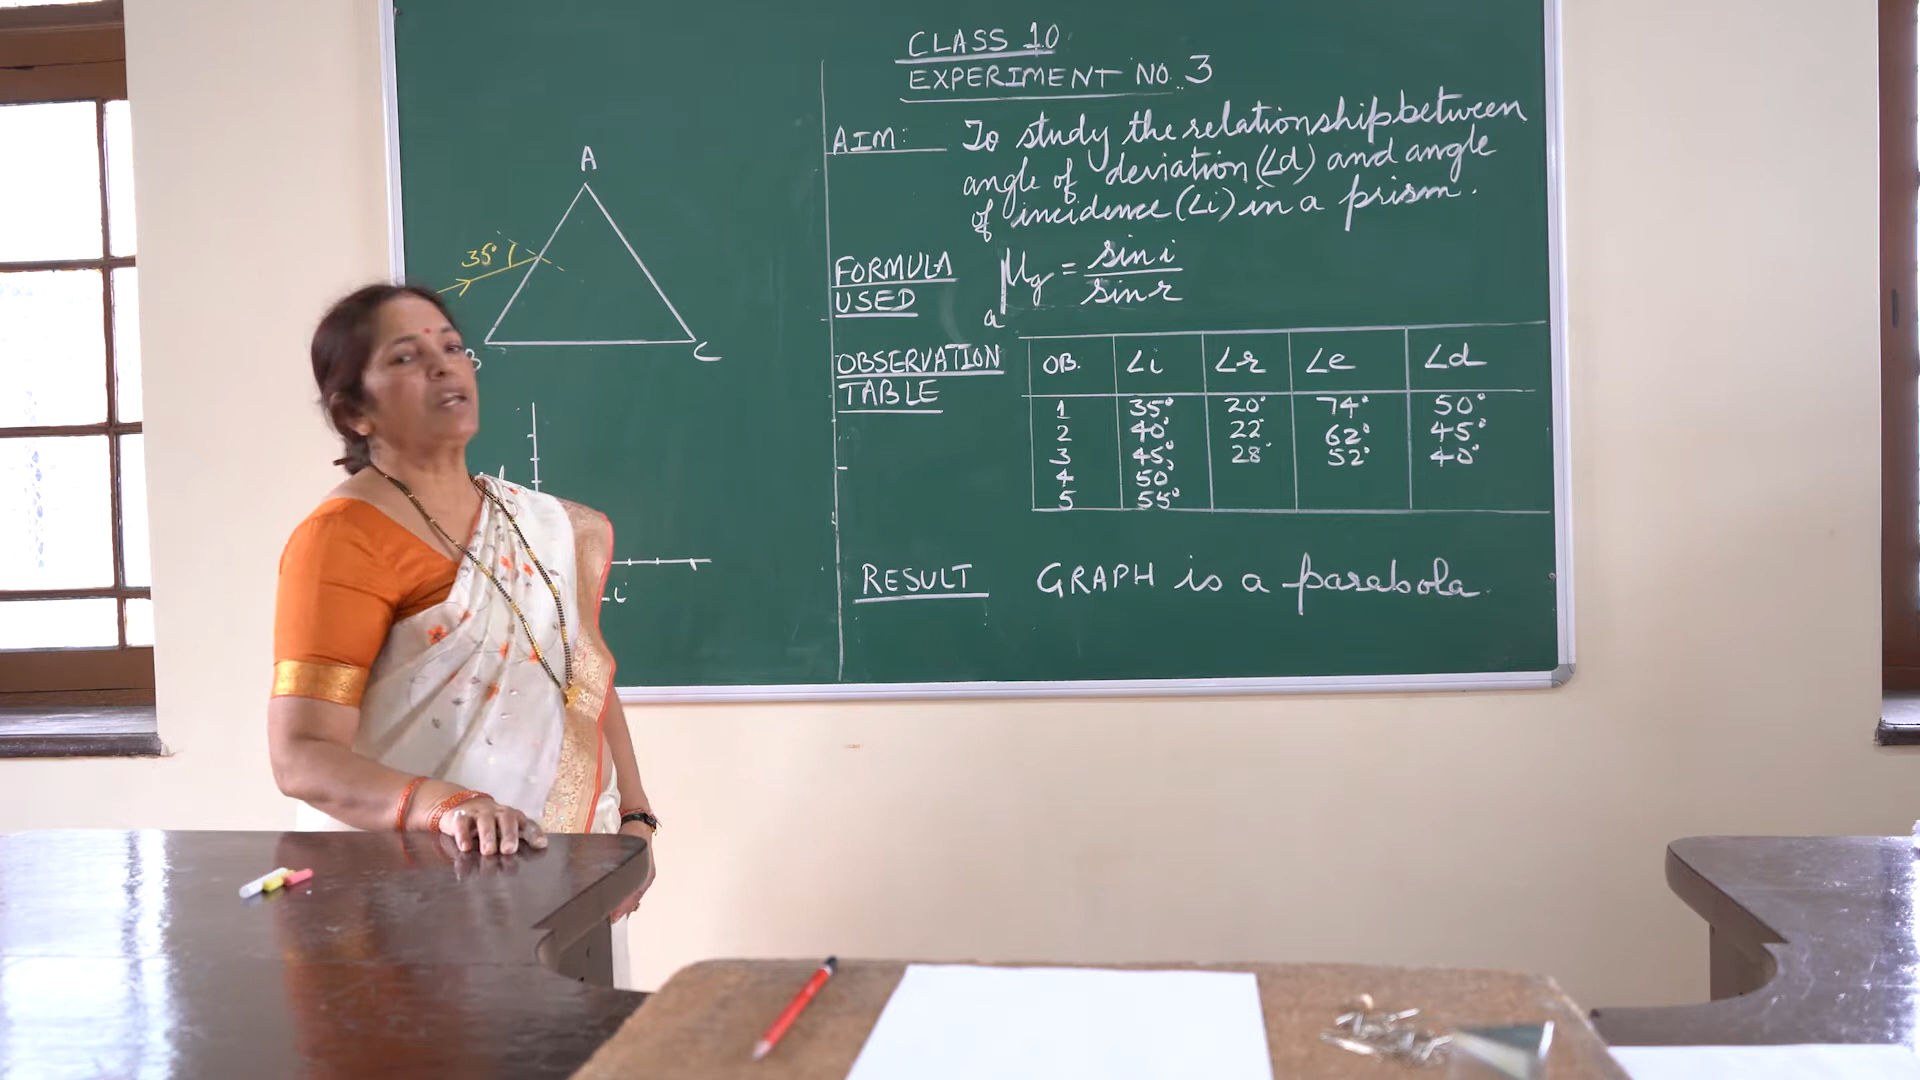 CLASS 10
EXPERIMENT NO. 3
AIM: To study the relationship between
angle of deviation (∠d) and angle
of incidence (∠i) in a prism.
FORMULA
USED
aμg = sin i / sin r
OBSERVATION
TABLE
OB. ∠i ∠r ∠e ∠d
1 35° 20° 74° 50°
2 40° 22° 62° 45°
3 45° 28° 52° 40°
4 50°
5 55°
RESULT GRAPH is a parabola.
A
35°
B C
d
i